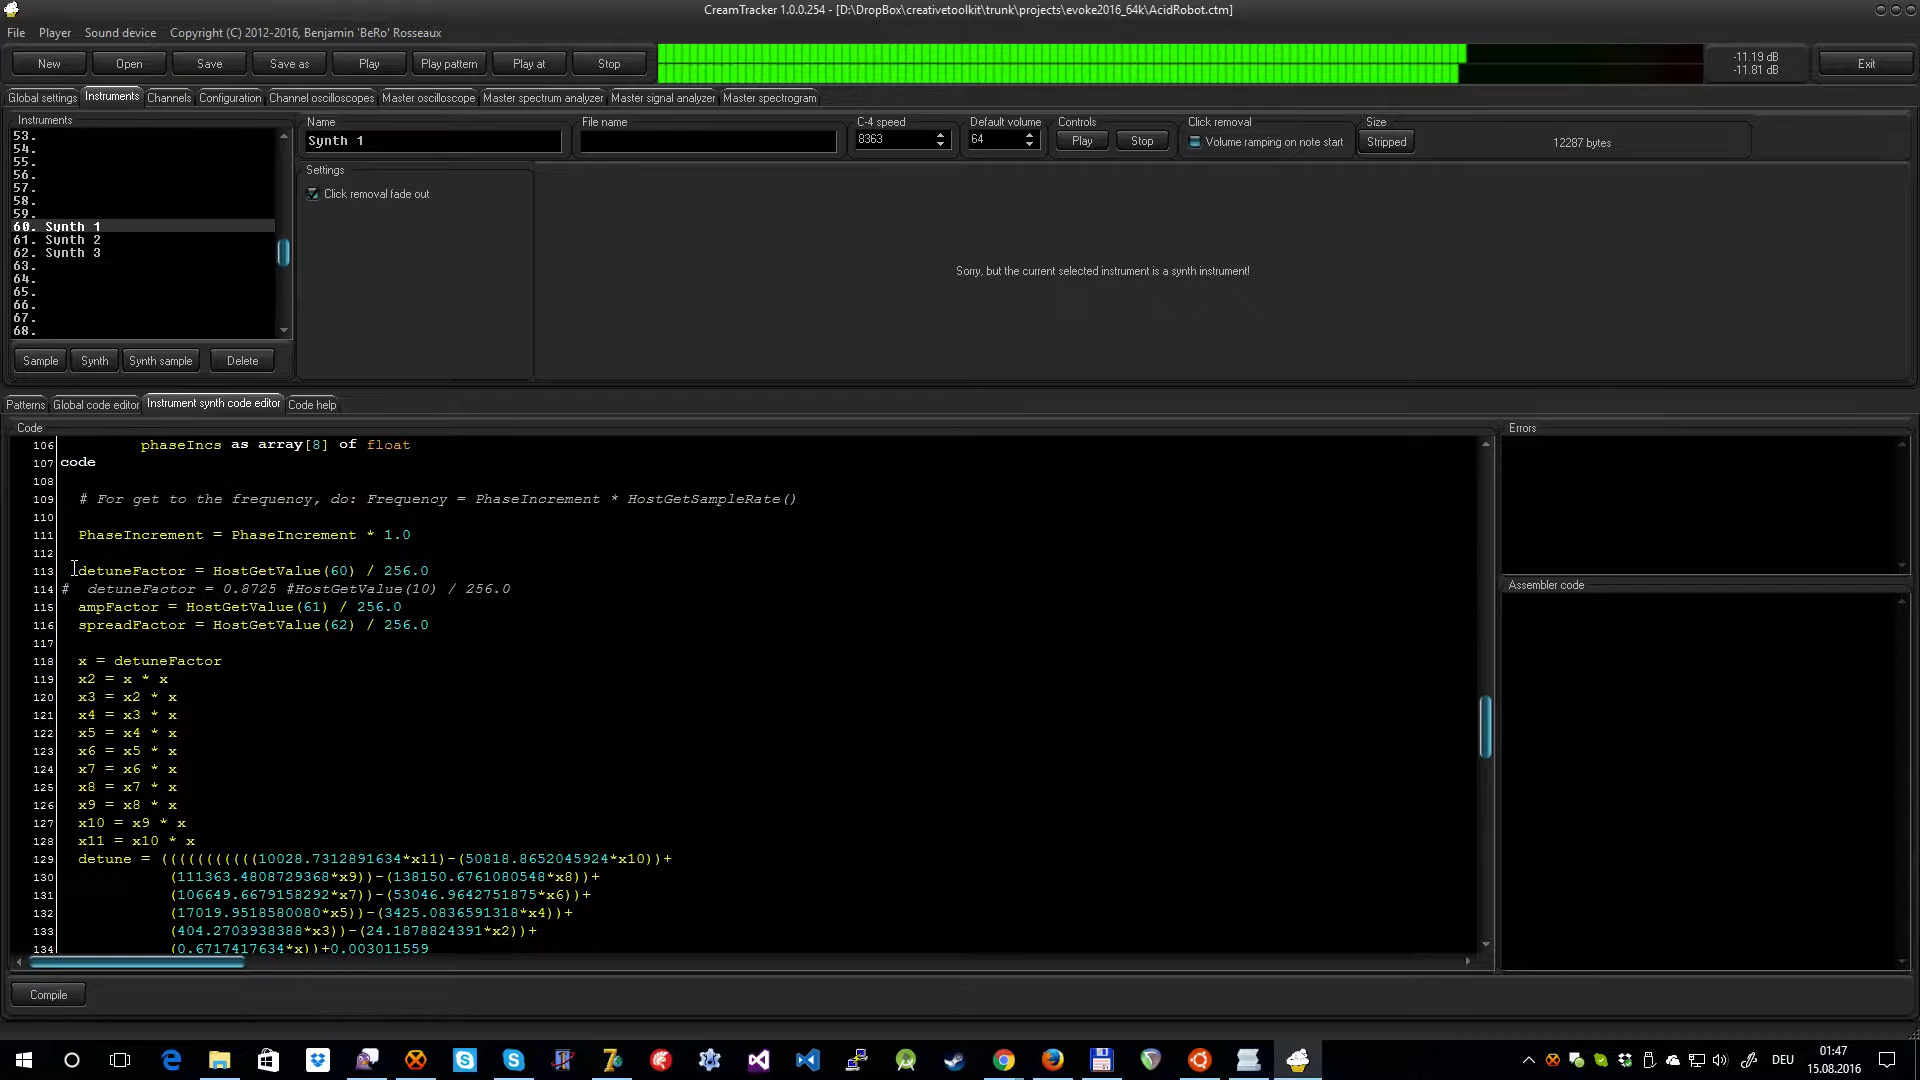 CreamTracker 1.0.0.254 - [D:\DropBox\creativetoolkit\trunk\projects\evoke2016_64k\AcidRobot.ctm]
File Player Sound device Copyright (C) 2012-2016, Benjamin 'BeRo' Rosseaux
New Open Save Save as Play Play pattern Play at Stop -11.19 dB Exit
-11.81 dB
Global settings Instruments Channels Configuration Channel oscilloscopes Master oscilloscope Master spectrum analyzer Master signal analyzer Master spectrogram
Instruments Name File name C-4 speed Default volume Controls Click removal Size
Synth 1 8363 64 Play Stop Volume ramping on note start Stripped 12287 bytes
Settings
Click removal fade out
Sorry, but the current selected instrument is a synth instrument!
53.
54.
55.
56.
57.
58.
59.
60. Synth 1
61. Synth 2
62. Synth 3
63.
64.
65.
66.
67.
68.
Sample Synth Synth sample Delete
Patterns Global code editor Instrument synth code editor Code help
Code Errors
106 phaseIncs as array[8] of float
107 code
108
109 # For get to the frequency, do: Frequency = PhaseIncrement * HostGetSampleRate()
110
111 PhaseIncrement = PhaseIncrement * 1.0
112
113 detuneFactor = HostGetValue(60) / 256.0
114 # detuneFactor = 0.8725 #HostGetValue(10) / 256.0
115 ampFactor = HostGetValue(61) / 256.0
116 spreadFactor = HostGetValue(62) / 256.0
117
118 x = detuneFactor
119 x2 = x * x
120 x3 = x2 * x
121 x4 = x3 * x
122 x5 = x4 * x
123 x6 = x5 * x
124 x7 = x6 * x
125 x8 = x7 * x
126 x9 = x8 * x
127 x10 = x9 * x
128 x11 = x10 * x
129 detune = (((((((((((10028.7312891634*x11)-(50818.8652045924*x10))+
130 (111363.4808729368*x9))-(138150.6761080548*x8))+
131 (106649.6679158292*x7))-(53046.9642751875*x6))+
132 (17019.9518580080*x5))-(3425.0836591318*x4))+
133 (404.2703938388*x3))-(24.1878824391*x2))+
134 (0.6717417634*x))+0.003011559
Assembler code
Compile
DEU 01:47
15.08.2016